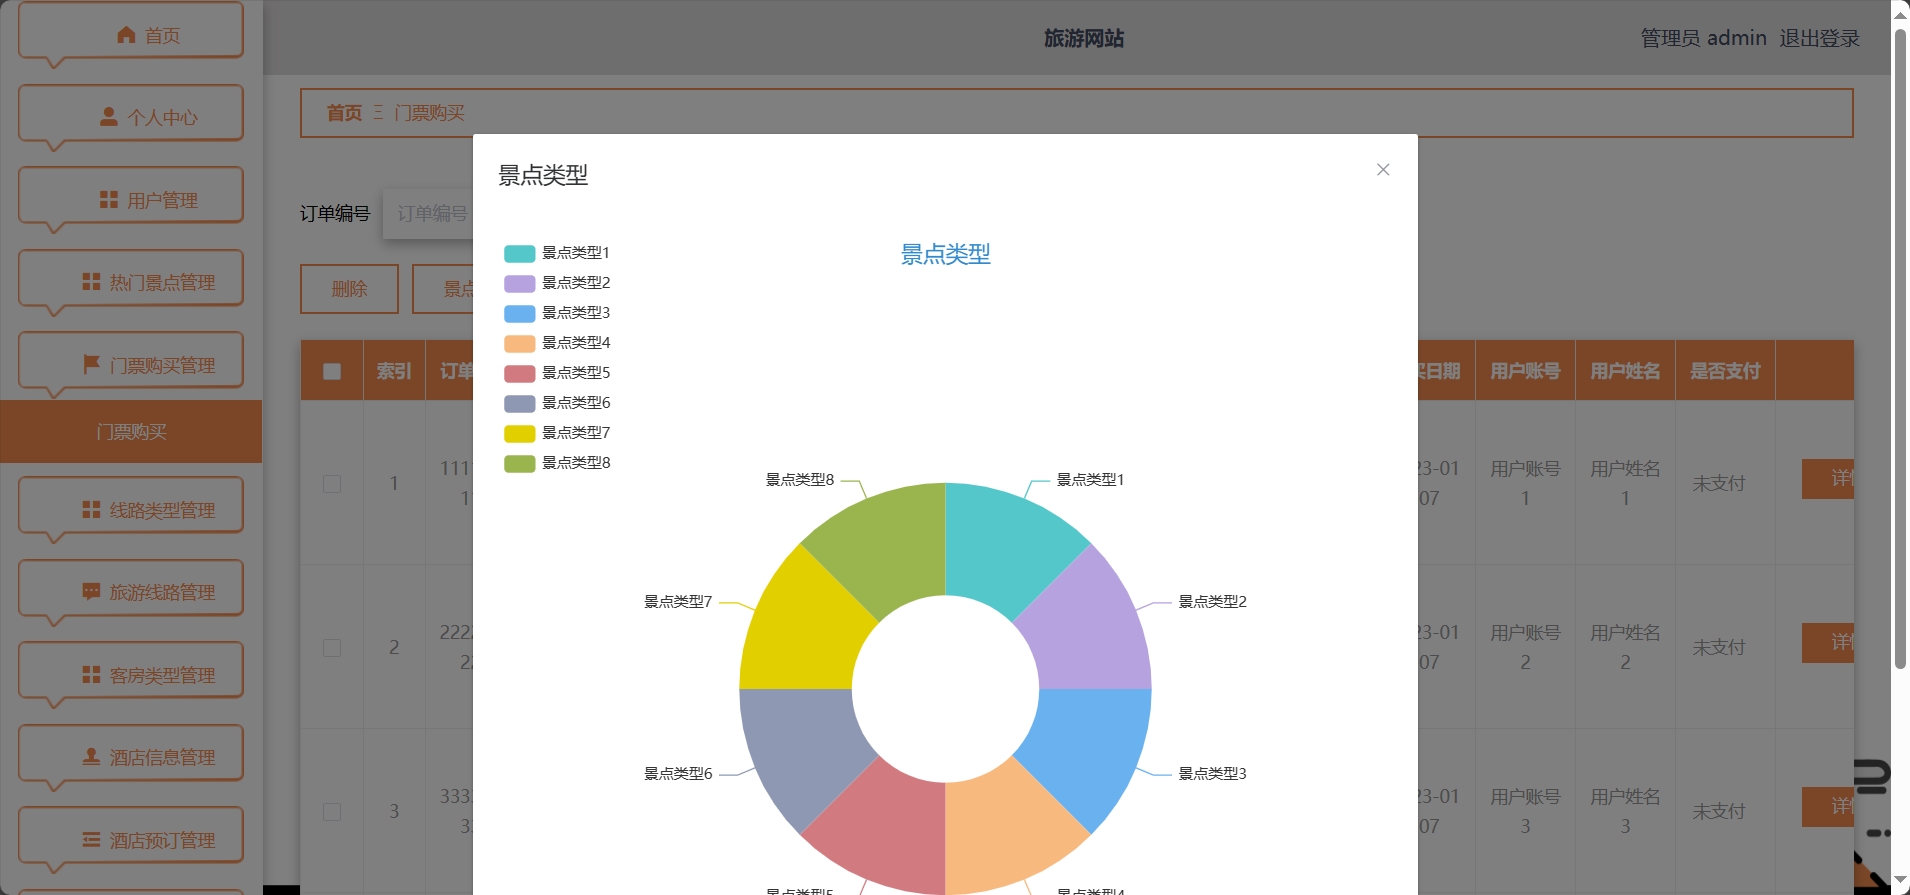 首页
个人中心
用户管理
热门景点管理
门票购买管理
门票购买
线路类型管理
旅游线路管理
客房类型管理
酒店信息管理
酒店预订管理
旅游网站
管理员 admin 退出登录
首页 Ξ 门票购买
订单编号 订单编号
删除 景点
景点类型
景点类型
景点类型1
景点类型2
景点类型3
景点类型4
景点类型5
景点类型6
景点类型7
景点类型8
景点类型8 景点类型1
景点类型7 景点类型2
景点类型6 景点类型3
景点类型5 景点类型4
索引 订单 日期 用户账号 用户姓名 是否支付
1 111 23-01 用户账号 用户姓名 未支付 详
11 07 1 1
2 222 23-01 用户账号 用户姓名 未支付 详
22 07 2 2
3 333 23-01 用户账号 用户姓名 未支付 详
33 07 3 3